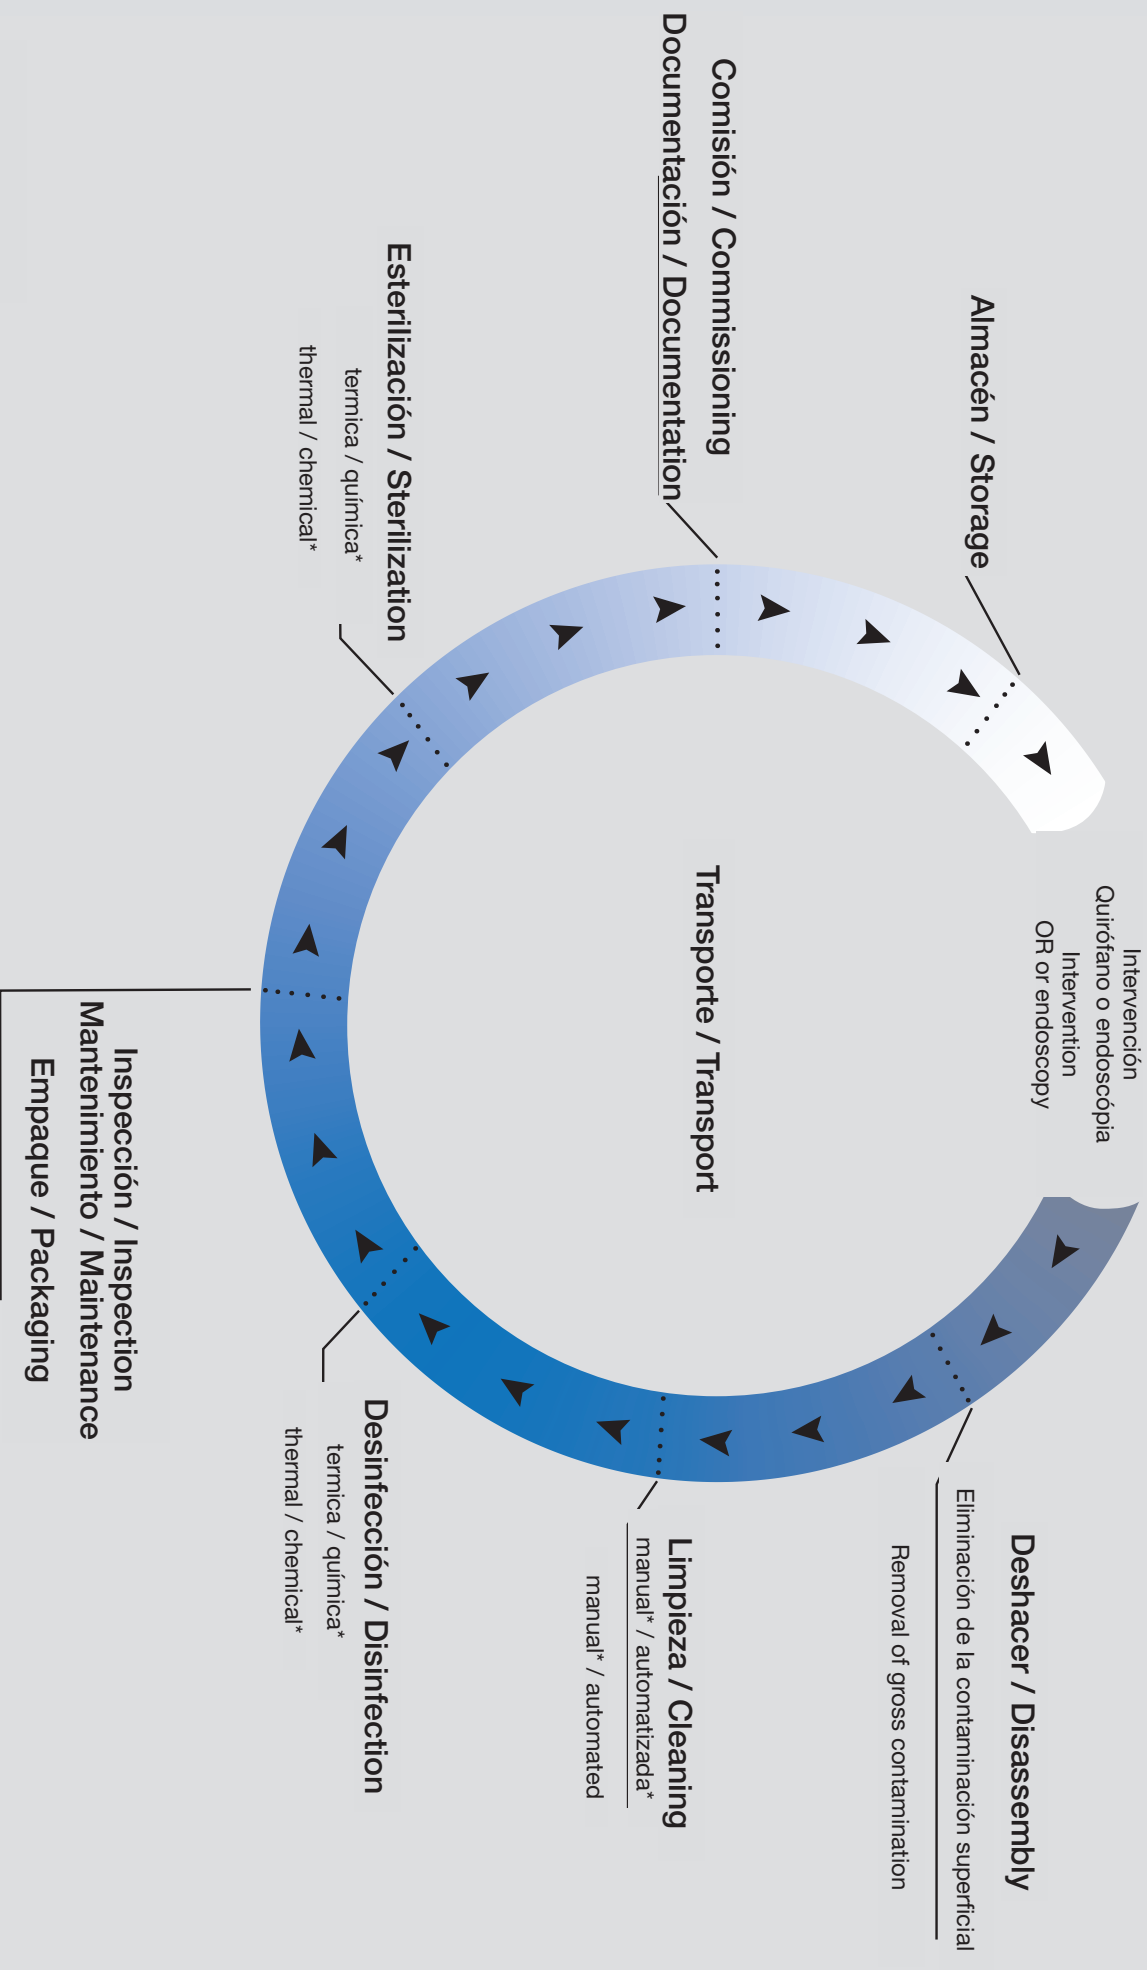 Intervención
Quirófano o endoscópia
Intervention
OR or endoscopy
Deshacer / Disassembly
Eliminación de la contaminación superficial
Removal of gross contamination
Limpieza / Cleaning
manual* / automatizada*
manual* / automated
Desinfección / Disinfection
termica / química*
thermal / chemical*
Inspección / Inspection
Mantenimiento / Maintenance
Empaque / Packaging
Esterilización / Sterilization
termica / química*
thermal / chemical*
Comisión / Commissioning
Documentación / Documentation
Almacén / Storage
Transporte / Transport